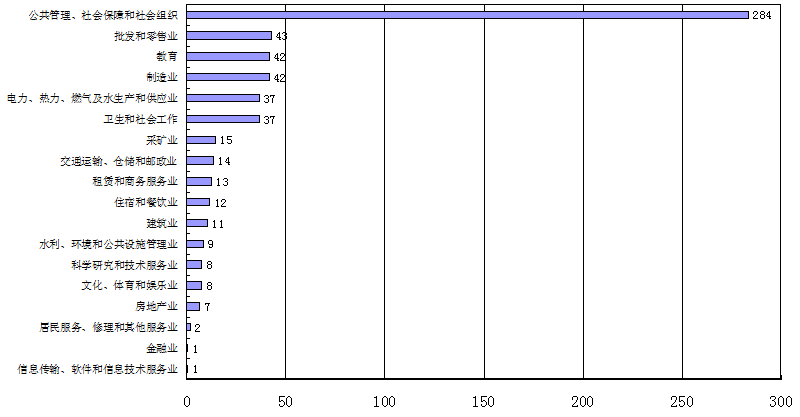 公共管理、社会保障和社会组织 284
批发和零售业 43
教育 42
制造业 42
电力、热力、燃气及水生产和供应业 37
卫生和社会工作 37
采矿业 15
交通运输、仓储和邮政业 14
租赁和商务服务业 13
住宿和餐饮业 12
建筑业 11
水利、环境和公共设施管理业 9
科学研究和技术服务业 8
文化、体育和娱乐业 8
房地产业 7
居民服务、修理和其他服务业 2
金融业 1
信息传输、软件和信息技术服务业 1
0 50 100 150 200 250 300